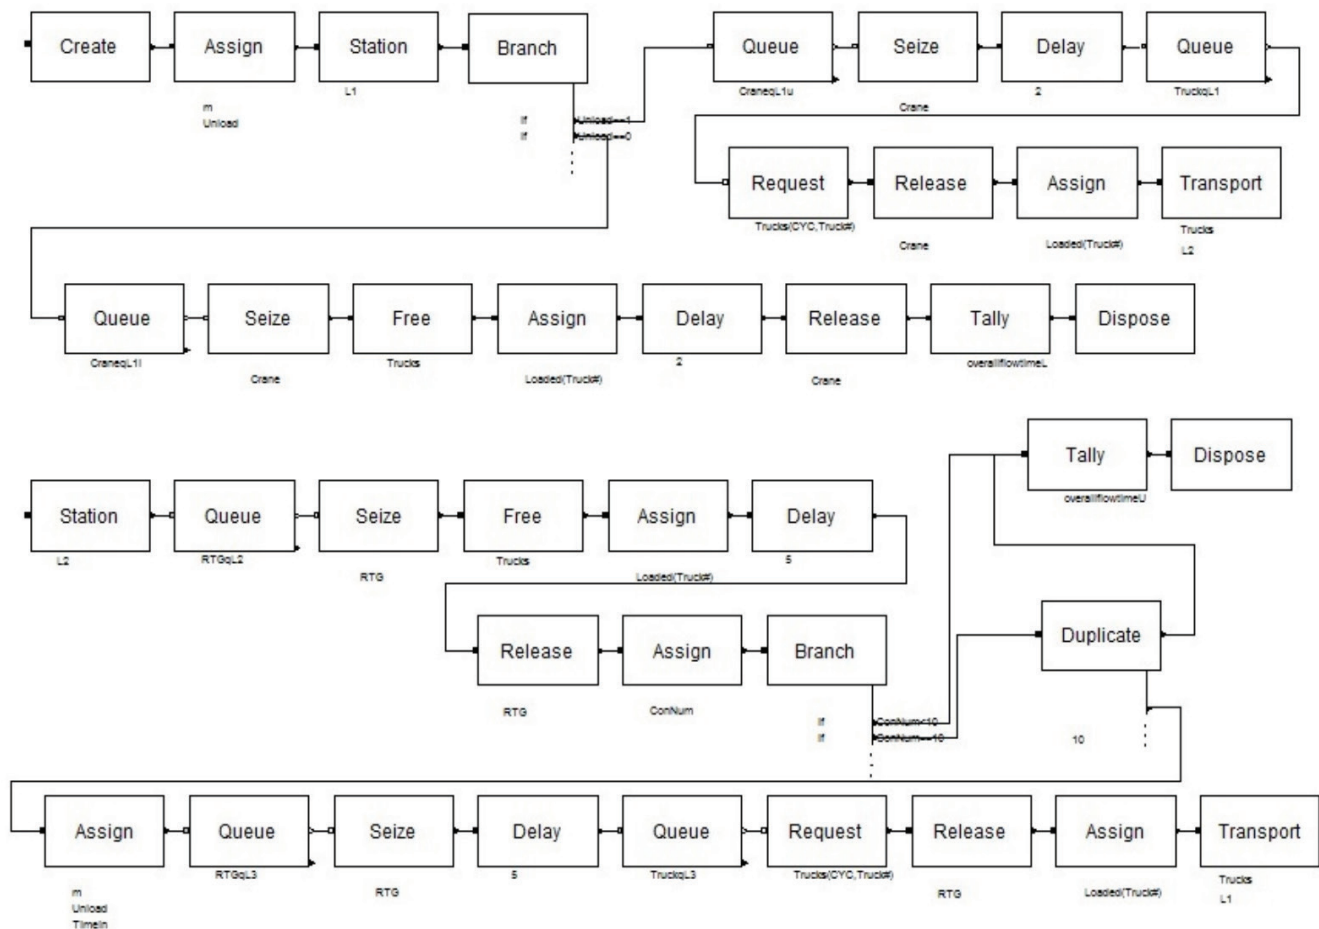 Create Assign Station Branch Queue Seize Delay Queue
m
Unload
L1
If Unload==1
If Unload==0
CraneqL1u
Crane
2
TruckqL1
Request Release Assign Transport
Trucks(CYC,Truck#)
Crane
Loaded(Truck#)
Trucks
L2
Queue Seize Free Assign Delay Release Tally Dispose
CraneqL1l
Crane
Trucks
Loaded(Truck#)
2
Crane
overallflowtimeL
Tally Dispose
overallflowtimeU
Station Queue Seize Free Assign Delay
L2
RTGqL2
RTG
Trucks
Loaded(Truck#)
5
Release Assign Branch Duplicate
RTG
ConNum
If ConNum<10
If ConNum==10
10
Assign Queue Seize Delay Queue Request Release Assign Transport
m
Unload
TimeIn
RTGqL3
RTG
5
TruckqL3
Trucks(CYC,Truck#)
RTG
Loaded(Truck#)
Trucks
L1